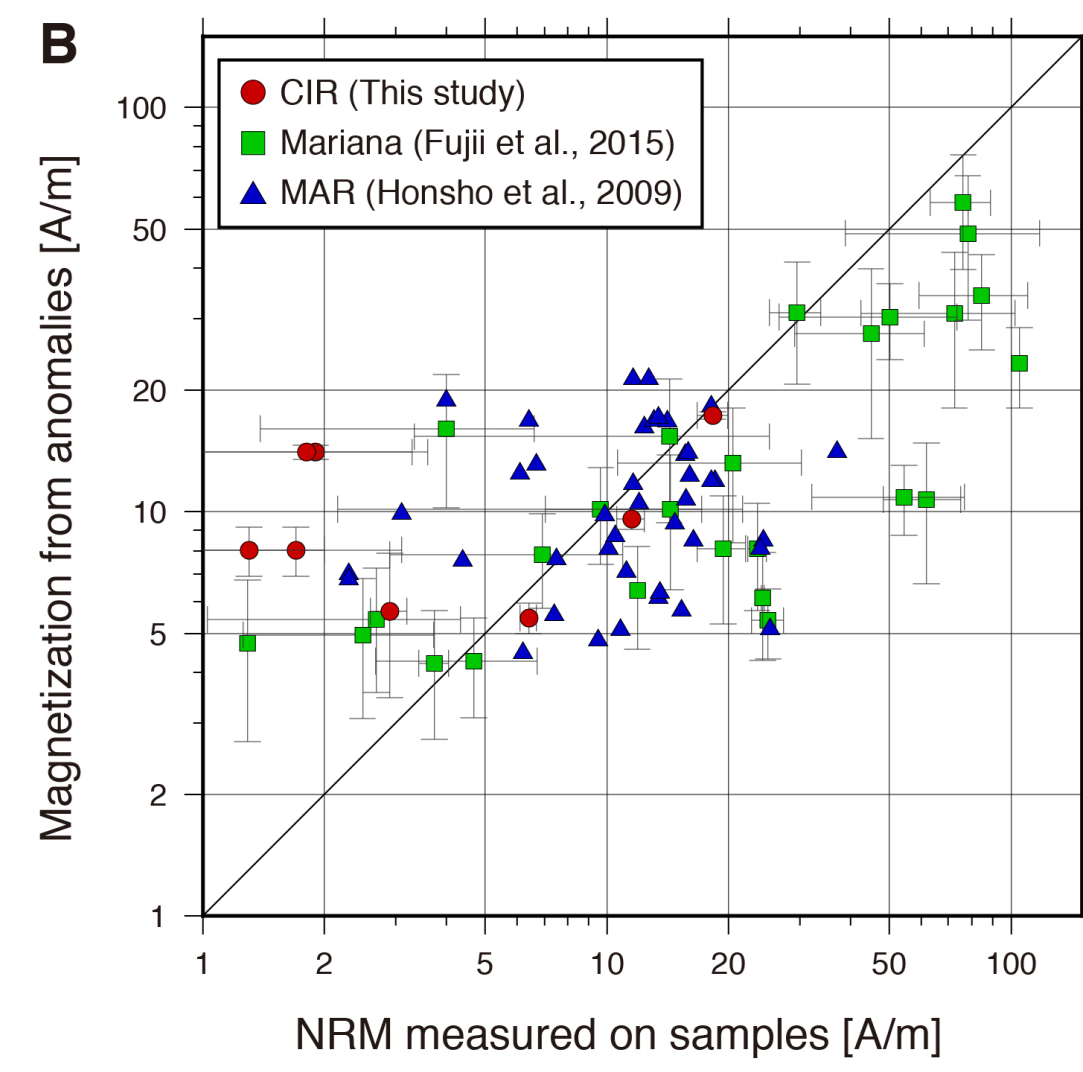 B
CIR (This study)
Mariana (Fujii et al., 2015)
MAR (Honsho et al., 2009)
Magnetization from anomalies [A/m]
100
50
20
10
5
2
1
1 2 5 10 20 50 100
NRM measured on samples [A/m]